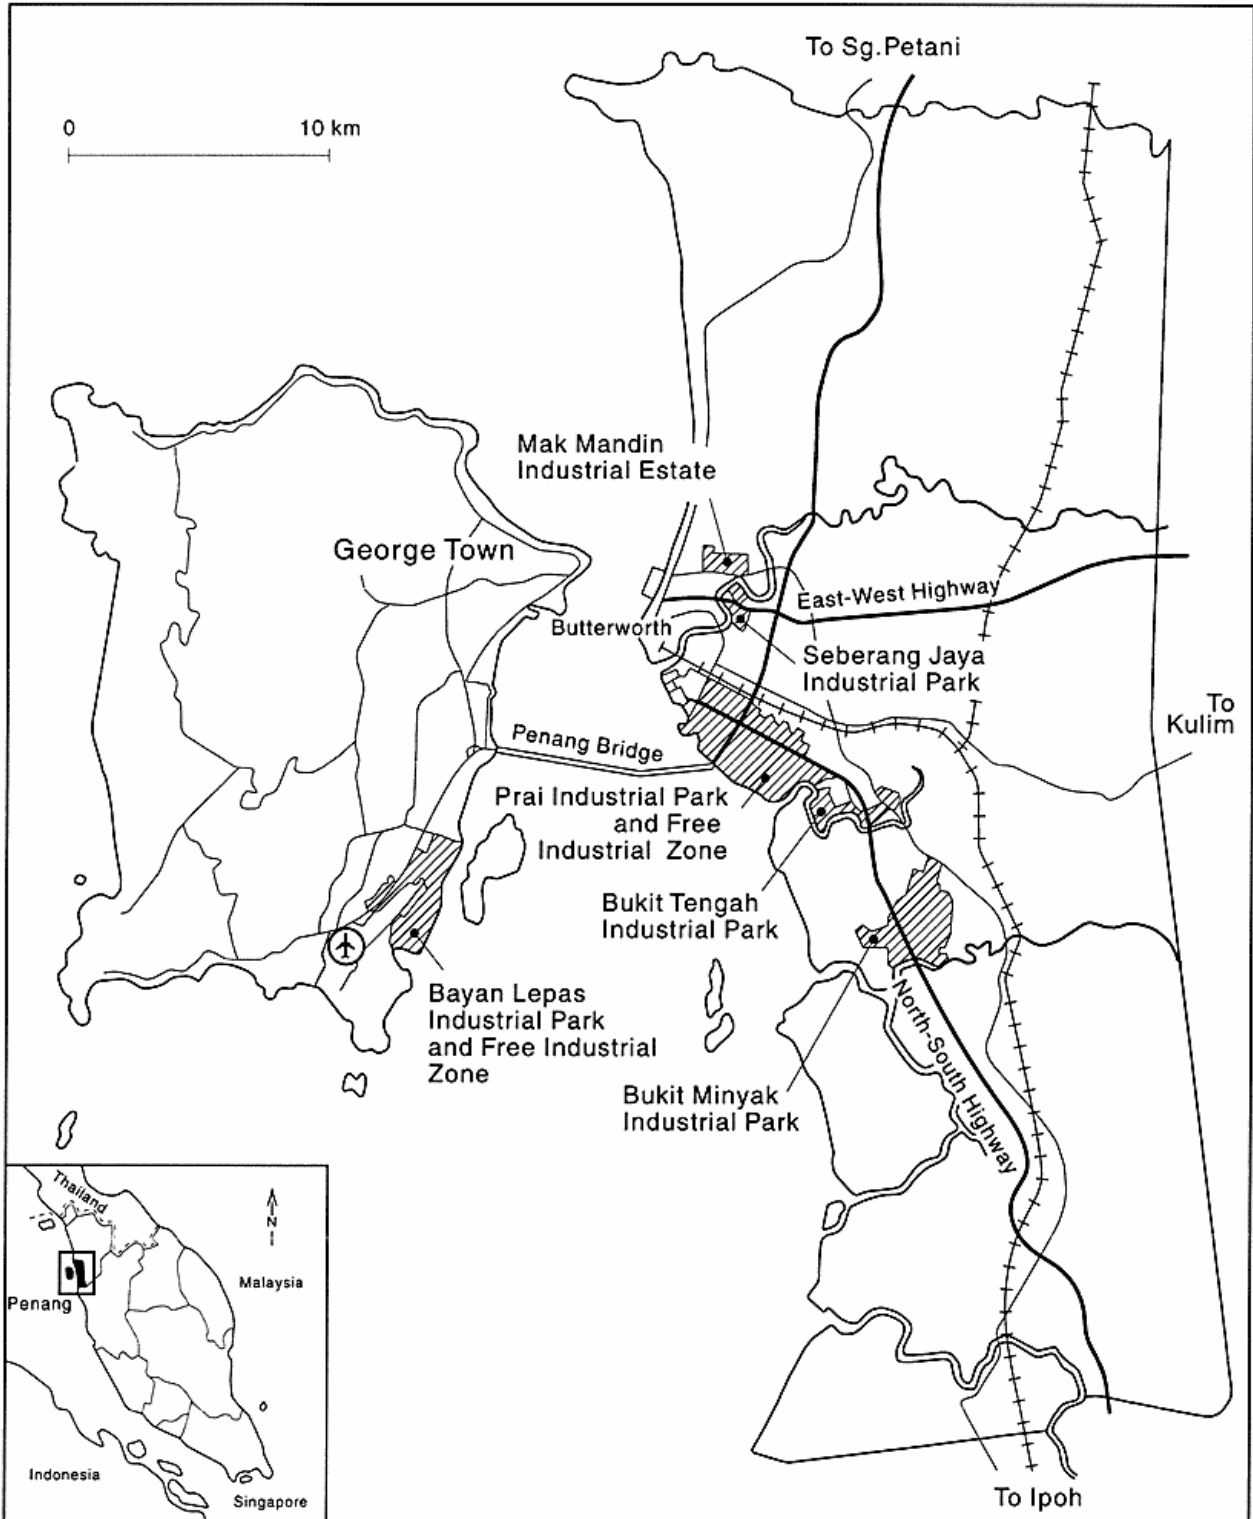 To Sg.Petani
0 10 km
Mak Mandin
Industrial Estate
George Town
East-West Highway
Butterworth
Seberang Jaya
Industrial Park
To
Kulim
Penang Bridge
Prai Industrial Park
and Free
Industrial Zone
Bukit Tengah
Industrial Park
Bayan Lepas
Industrial Park
and Free Industrial
Zone
North-South Highway
Bukit Minyak
Industrial Park
Thailand
N
Malaysia
Penang
Indonesia
Singapore
To Ipoh